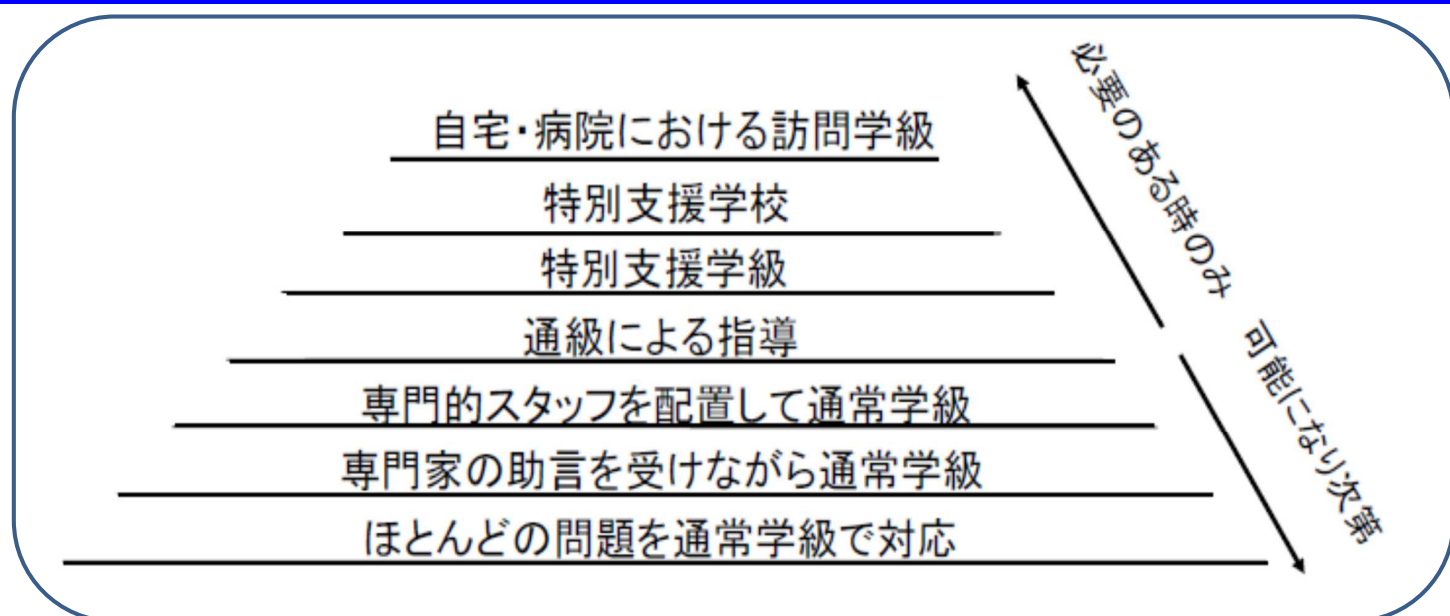 自宅・病院における訪問学級
特別支援学校
特別支援学級
通級による指導
専門的スタッフを配置して通常学級
専門家の助言を受けながら通常学級
ほとんどの問題を通常学級で対応
必要のある時のみ
可能になり次第